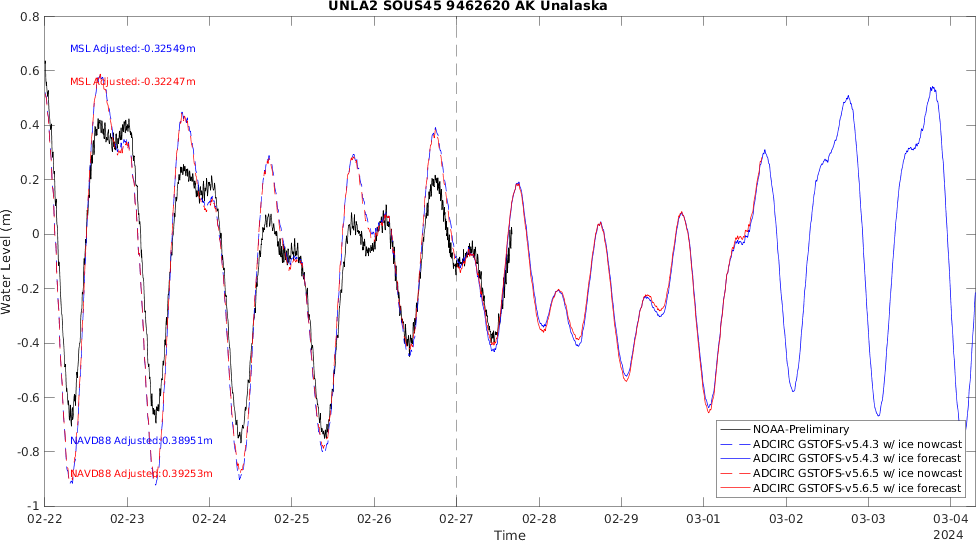 UNLA2 SOUS45 9462620 AK Unalaska
0.8
0.6
0.4
0.2
0
-0.2
-0.4
-0.6
-0.8
-1
Water Level (m)
MSL Adjusted:-0.32549m
MSL Adjusted:-0.32247m
NAVD88 Adjusted:0.38951m
NAVD88 Adjusted:0.39253m
NOAA-Preliminary
ADCIRC GSTOFS-v5.4.3 w/ ice nowcast
ADCIRC GSTOFS-v5.4.3 w/ ice forecast
ADCIRC GSTOFS-v5.6.5 w/ ice nowcast
ADCIRC GSTOFS-v5.6.5 w/ ice forecast
02-22 02-23 02-24 02-25 02-26 02-27 02-28 02-29 03-01 03-02 03-03 03-04
Time
2024